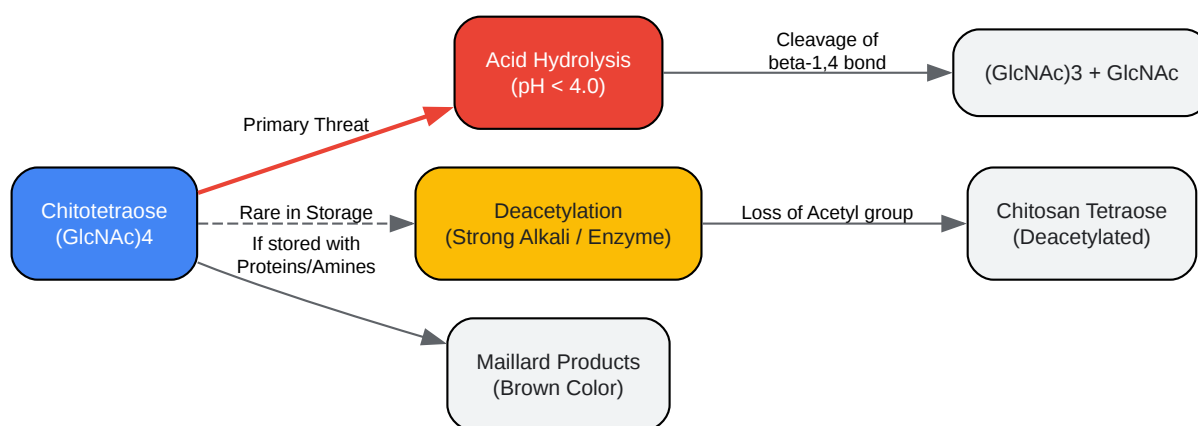 Acid Hydrolysis
(pH < 4.0)
Cleavage of
beta-1,4 bond
(GlcNAc)3 + GlcNAc
Primary Threat
Chitotetraose
(GlcNAc)4
Rare in Storage
Deacetylation
(Strong Alkali / Enzyme)
Loss of Acetyl group
Chitosan Tetraose
(Deacetylated)
If stored with
Proteins/Amines
Maillard Products
(Brown Color)